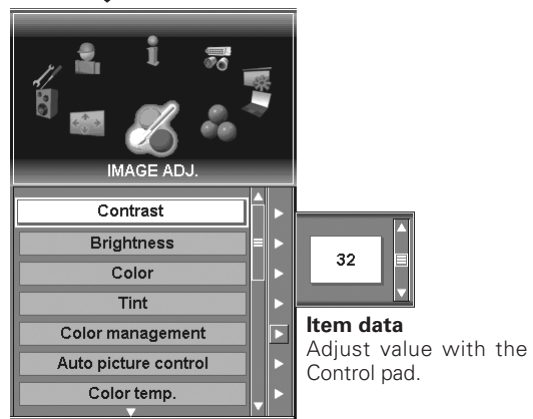 IMAGE ADJ.
Contrast
Brightness
Color
Tint
Color management
Auto picture control
Color temp.
32
Item data
Adjust value with the
Control pad.